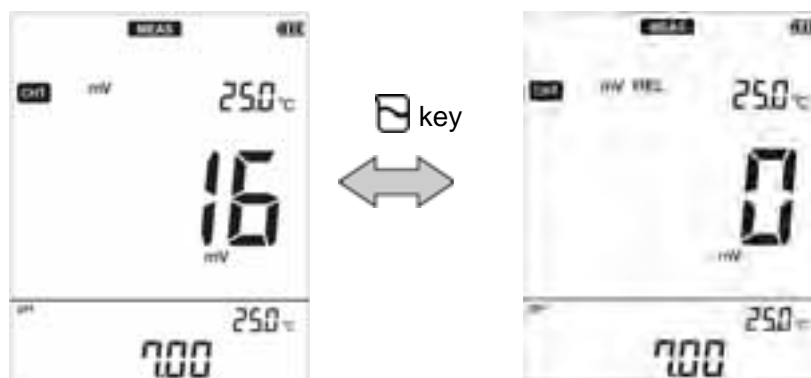 MEAS
CH1 mV 25.0 °C
16
mV
pH 25.0 °C
7.00
key
MEAS
CH1 mV REL. 25.0 °C
0
mV
pH 25.0 °C
7.00